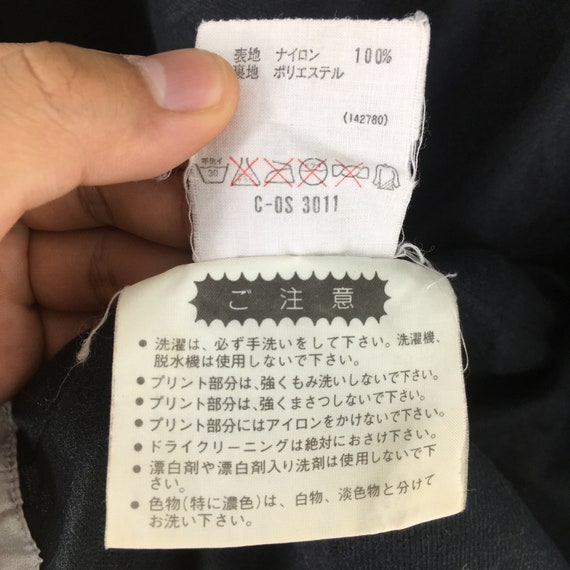 表地 ナイロン 100%
裏地 ポリエステル
(142780)
手洗イ
30
C-OS 3011
ご注意
● 洗濯は、必ず手洗いをして下さい。洗濯機、
脱水機は使用しないで下さい。
● プリント部分は、強くもみ洗いしないで下さい。
● プリント部分は、強くまさつしないで下さい。
● プリント部分にはアイロンをかけないで下さい。
● ドライクリーニングは絶対におさけ下さい。
● 漂白剤や漂白剤入り洗剤は使用しないで下
さい。
● 色物(特に濃色)は、白物、淡色物と分けて
お洗い下さい。